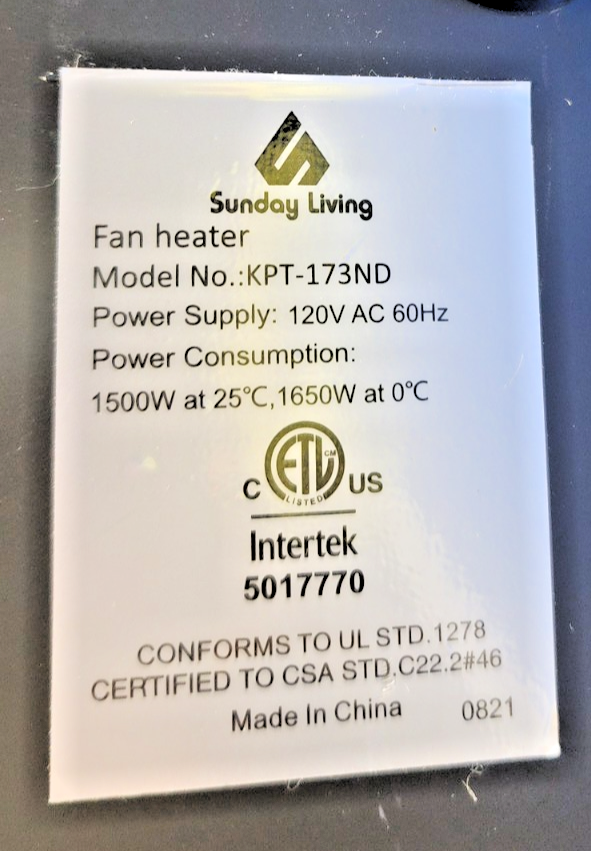 Sunday Living
Fan heater
Model No.:KPT-173ND
Power Supply: 120V AC 60Hz
Power Consumption:
1500W at 25℃,1650W at 0℃
ETL CM
C LISTED US
Intertek
5017770
CONFORMS TO UL STD.1278
CERTIFIED TO CSA STD.C22.2#46
Made In China 0821